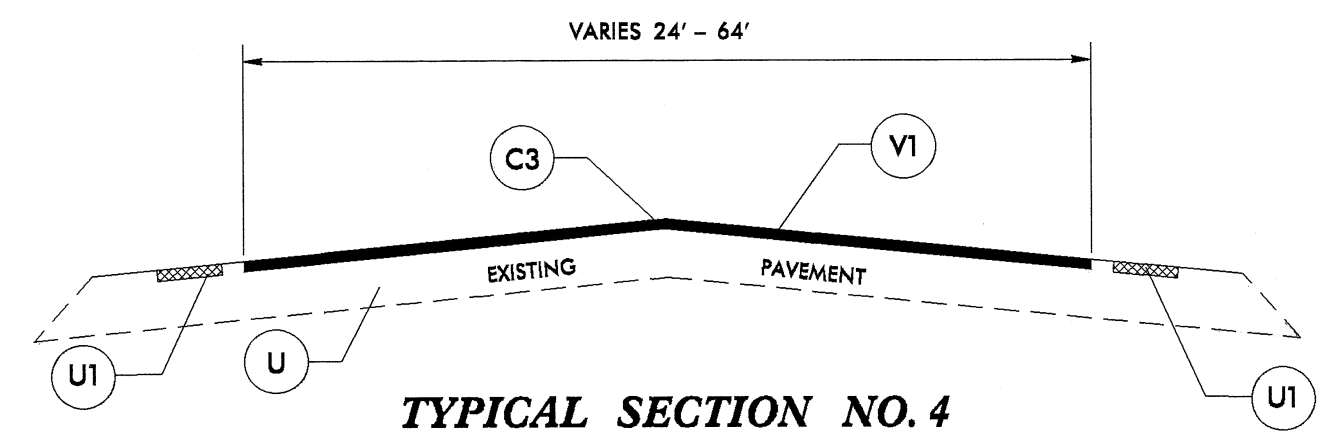 VARIES 24' – 64'
C3
V1
EXISTING
PAVEMENT
U1
U
U1
TYPICAL SECTION NO. 4